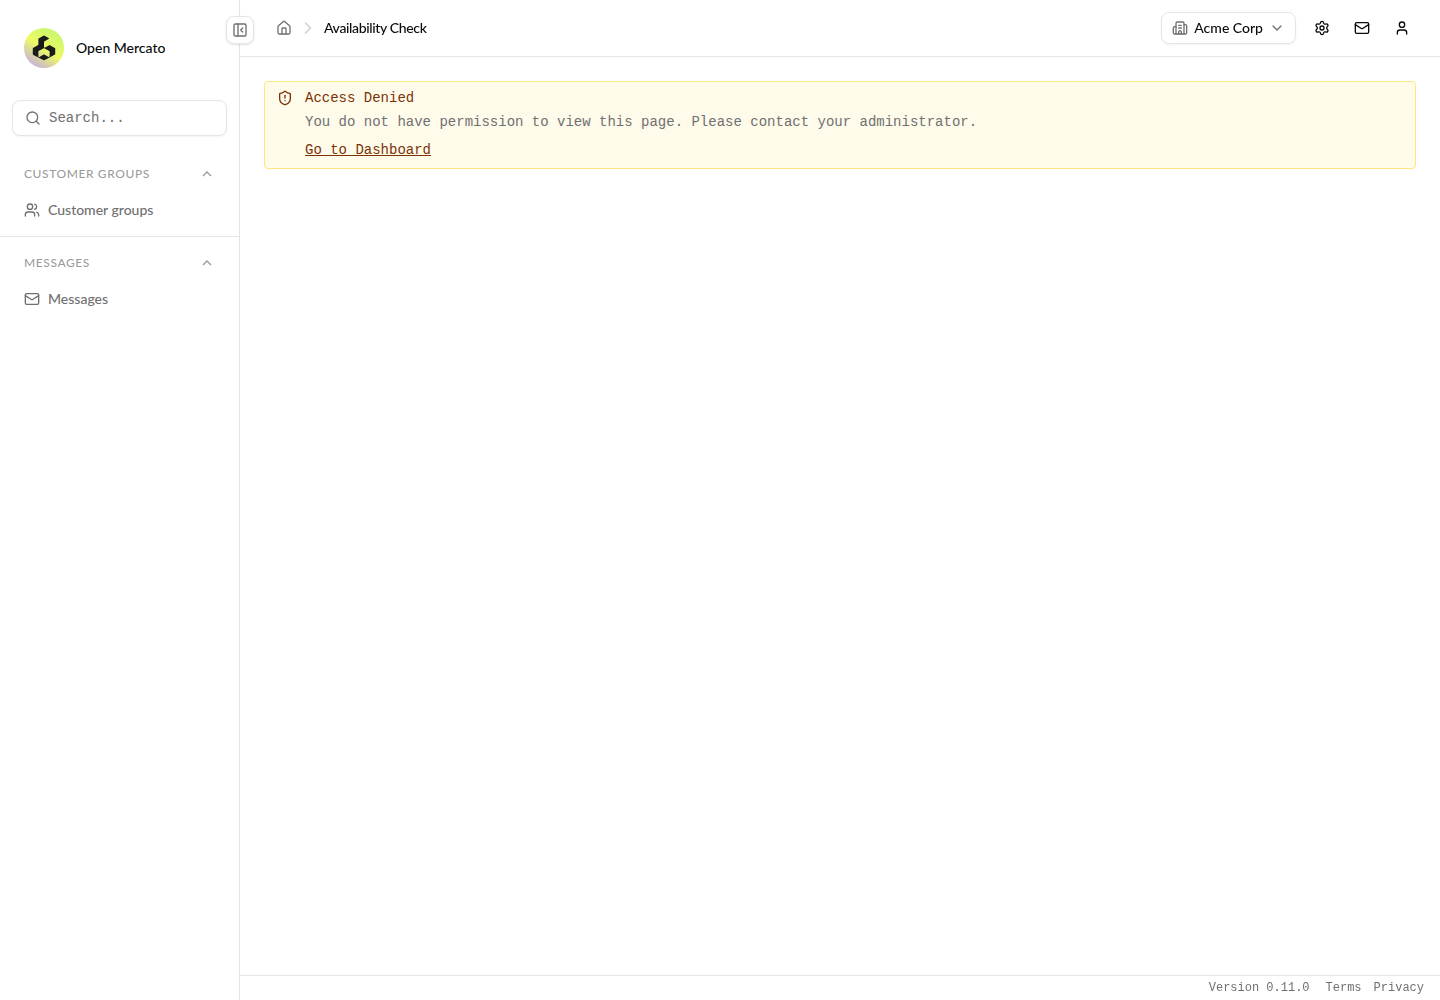 Open Mercato
Availability Check
Acme Corp
Search...
CUSTOMER GROUPS
Customer groups
MESSAGES
Messages
Access Denied
You do not have permission to view this page. Please contact your administrator.
Go to Dashboard
Version 0.11.0 Terms Privacy